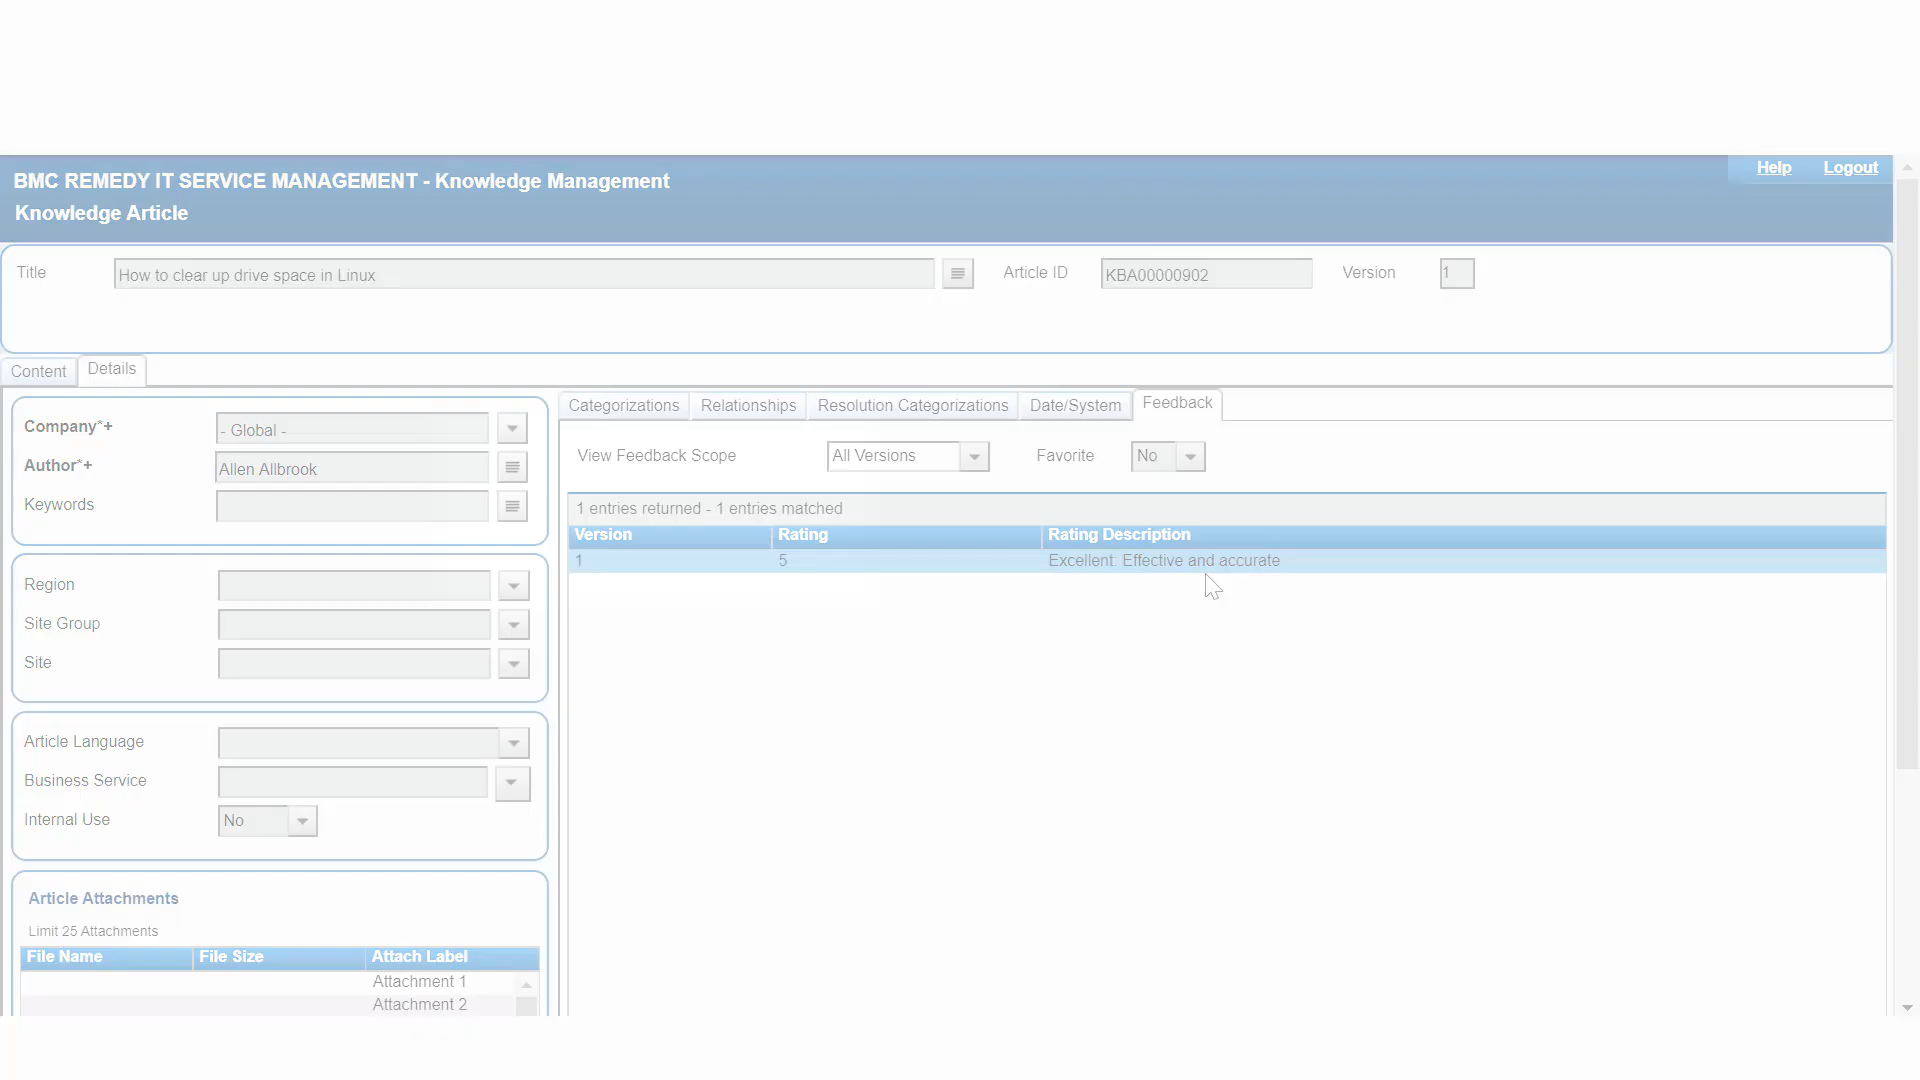 Help Logout
BMC REMEDY IT SERVICE MANAGEMENT - Knowledge Management
Knowledge Article
Title How to clear up drive space in Linux Article ID KBA00000902 Version 1
Content Details
Categorizations Relationships Resolution Categorizations Date/System Feedback
Company*+ - Global -
Author*+ Allen Allbrook
Keywords
Region
Site Group
Site
Article Language
Business Service
Internal Use No
Article Attachments
Limit 25 Attachments
File Name File Size Attach Label
Attachment 1
Attachment 2
View Feedback Scope All Versions Favorite No
1 entries returned - 1 entries matched
Version Rating Rating Description
1 5 Excellent: Effective and accurate